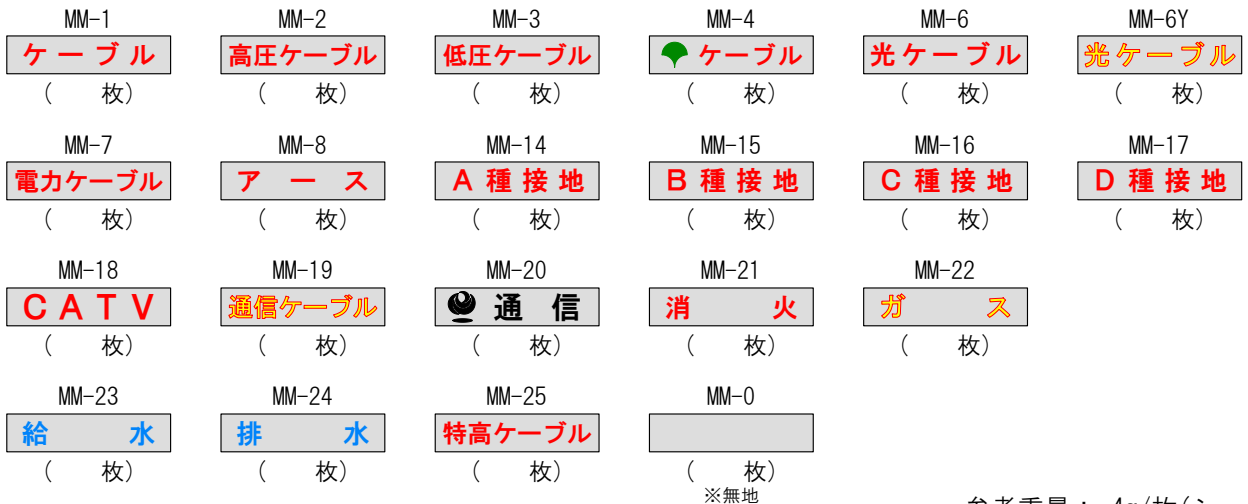 MM-1 MM-2 MM-3 MM-4 MM-6 MM-6Y
ケーブル 高圧ケーブル 低圧ケーブル ケーブル 光ケーブル 光ケーブル
(　枚) (　枚) (　枚) (　枚) (　枚) (　枚)
MM-7 MM-8 MM-14 MM-15 MM-16 MM-17
電力ケーブル アース A種接地 B種接地 C種接地 D種接地
(　枚) (　枚) (　枚) (　枚) (　枚) (　枚)
MM-18 MM-19 MM-20 MM-21 MM-22
CATV 通信ケーブル 通信 消火 ガス
(　枚) (　枚) (　枚) (　枚) (　枚)
MM-23 MM-24 MM-25 MM-0
給水 排水 特高ケーブル
(　枚) (　枚) (　枚) (　枚)
※無地